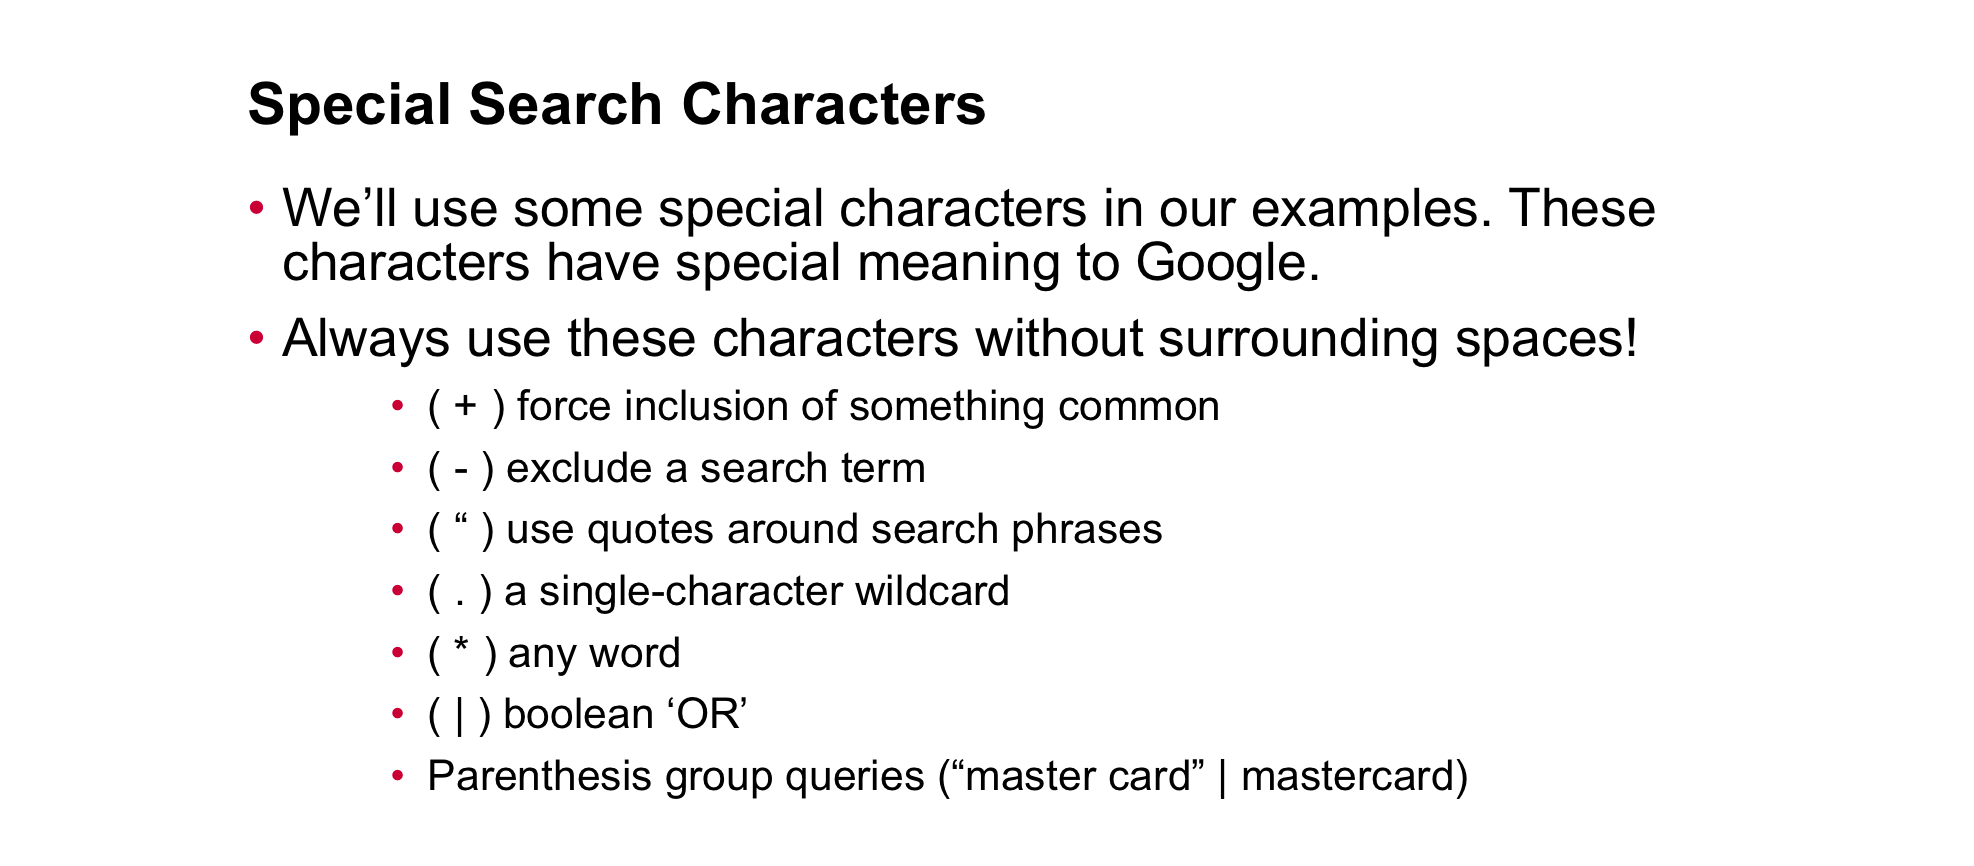 Special Search Characters
• We’ll use some special characters in our examples. These
characters have special meaning to Google.
• Always use these characters without surrounding spaces!
• ( + ) force inclusion of something common
• ( - ) exclude a search term
• ( “ ) use quotes around search phrases
• ( . ) a single-character wildcard
• ( * ) any word
• ( | ) boolean ‘OR’
• Parenthesis group queries (“master card” | mastercard)